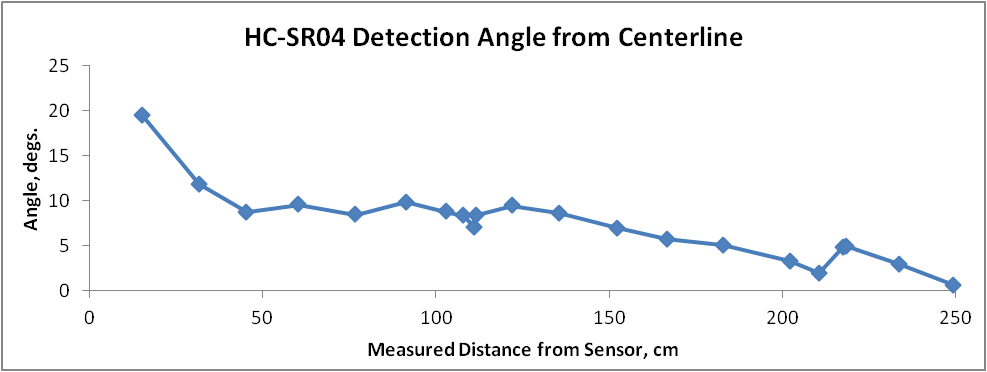 HC-SR04 Detection Angle from Centerline
25
20
15
10
5
0
Angle, degs.
0 50 100 150 200 250
Measured Distance from Sensor, cm